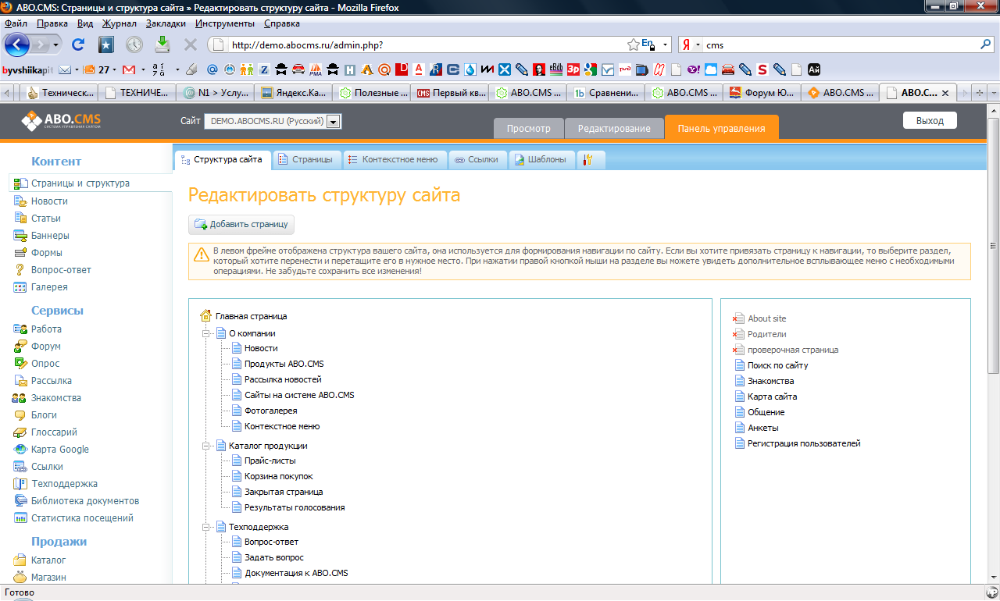 ABO.CMS: Страницы и структура сайта » Редактировать структуру сайта - Mozilla Firefox
Файл Правка Вид Журнал Закладки Инструменты Справка
http://demo.abocms.ru/admin.php?
En
Я cms
byvshiikapit 27
Техническ... ТЕХНИЧЕ... N1 > Услу... Яндекс.Ка... Полезные ... CMS Первый кв... ABO.CMS ... 1b Сравнени... ABO.CMS ... Форум Ю... ABO.CMS ... ABO.C...
ABO.CMS
СИСТЕМА УПРАВЛЕНИЯ САЙТОМ
Сайт DEMO.ABOCMS.RU (Русский)
Просмотр Редактирование Панель управления
Выход
Структура сайта Страницы Контекстное меню Ссылки Шаблоны
Контент
Страницы и структура
Новости
Статьи
Баннеры
Формы
Вопрос-ответ
Галерея
Сервисы
Работа
Форум
Опрос
Рассылка
Знакомства
Блоги
Глоссарий
Карта Google
Ссылки
Техподдержка
Библиотека документов
Статистика посещений
Продажи
Каталог
Магазин
Редактировать структуру сайта
Добавить страницу
В левом фрейме отображена структура вашего сайта, она используется для формирования навигации по сайту. Если вы хотите привязать страницу к навигации, то выберите раздел,
который хотите перенести и перетащите его в нужное место. При нажатии правой кнопкой мыши на разделе вы можете увидеть дополнительное всплывающее меню с необходимыми
операциями. Не забудьте сохранить все изменения!
Главная страница
О компании
Новости
Продукты ABO.CMS
Рассылка новостей
Сайты на системе ABO.CMS
Фотогалерея
Контекстное меню
Каталог продукции
Прайс-листы
Корзина покупок
Закрытая страница
Результаты голосования
Техподдержка
Вопрос-ответ
Задать вопрос
Документация к ABO.CMS
About site
Родители
проверочная страница
Поиск по сайту
Знакомства
Карта сайта
Общение
Анкеты
Регистрация пользователей
Готово